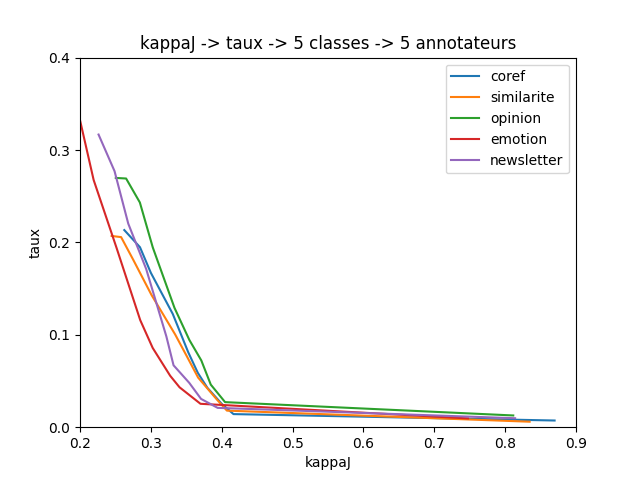 kappaJ -> taux -> 5 classes -> 5 annotateurs
taux
0.4
0.3
0.2
0.1
0.0
0.2 0.3 0.4 0.5 0.6 0.7 0.8 0.9
kappaJ
coref
similarite
opinion
emotion
newsletter